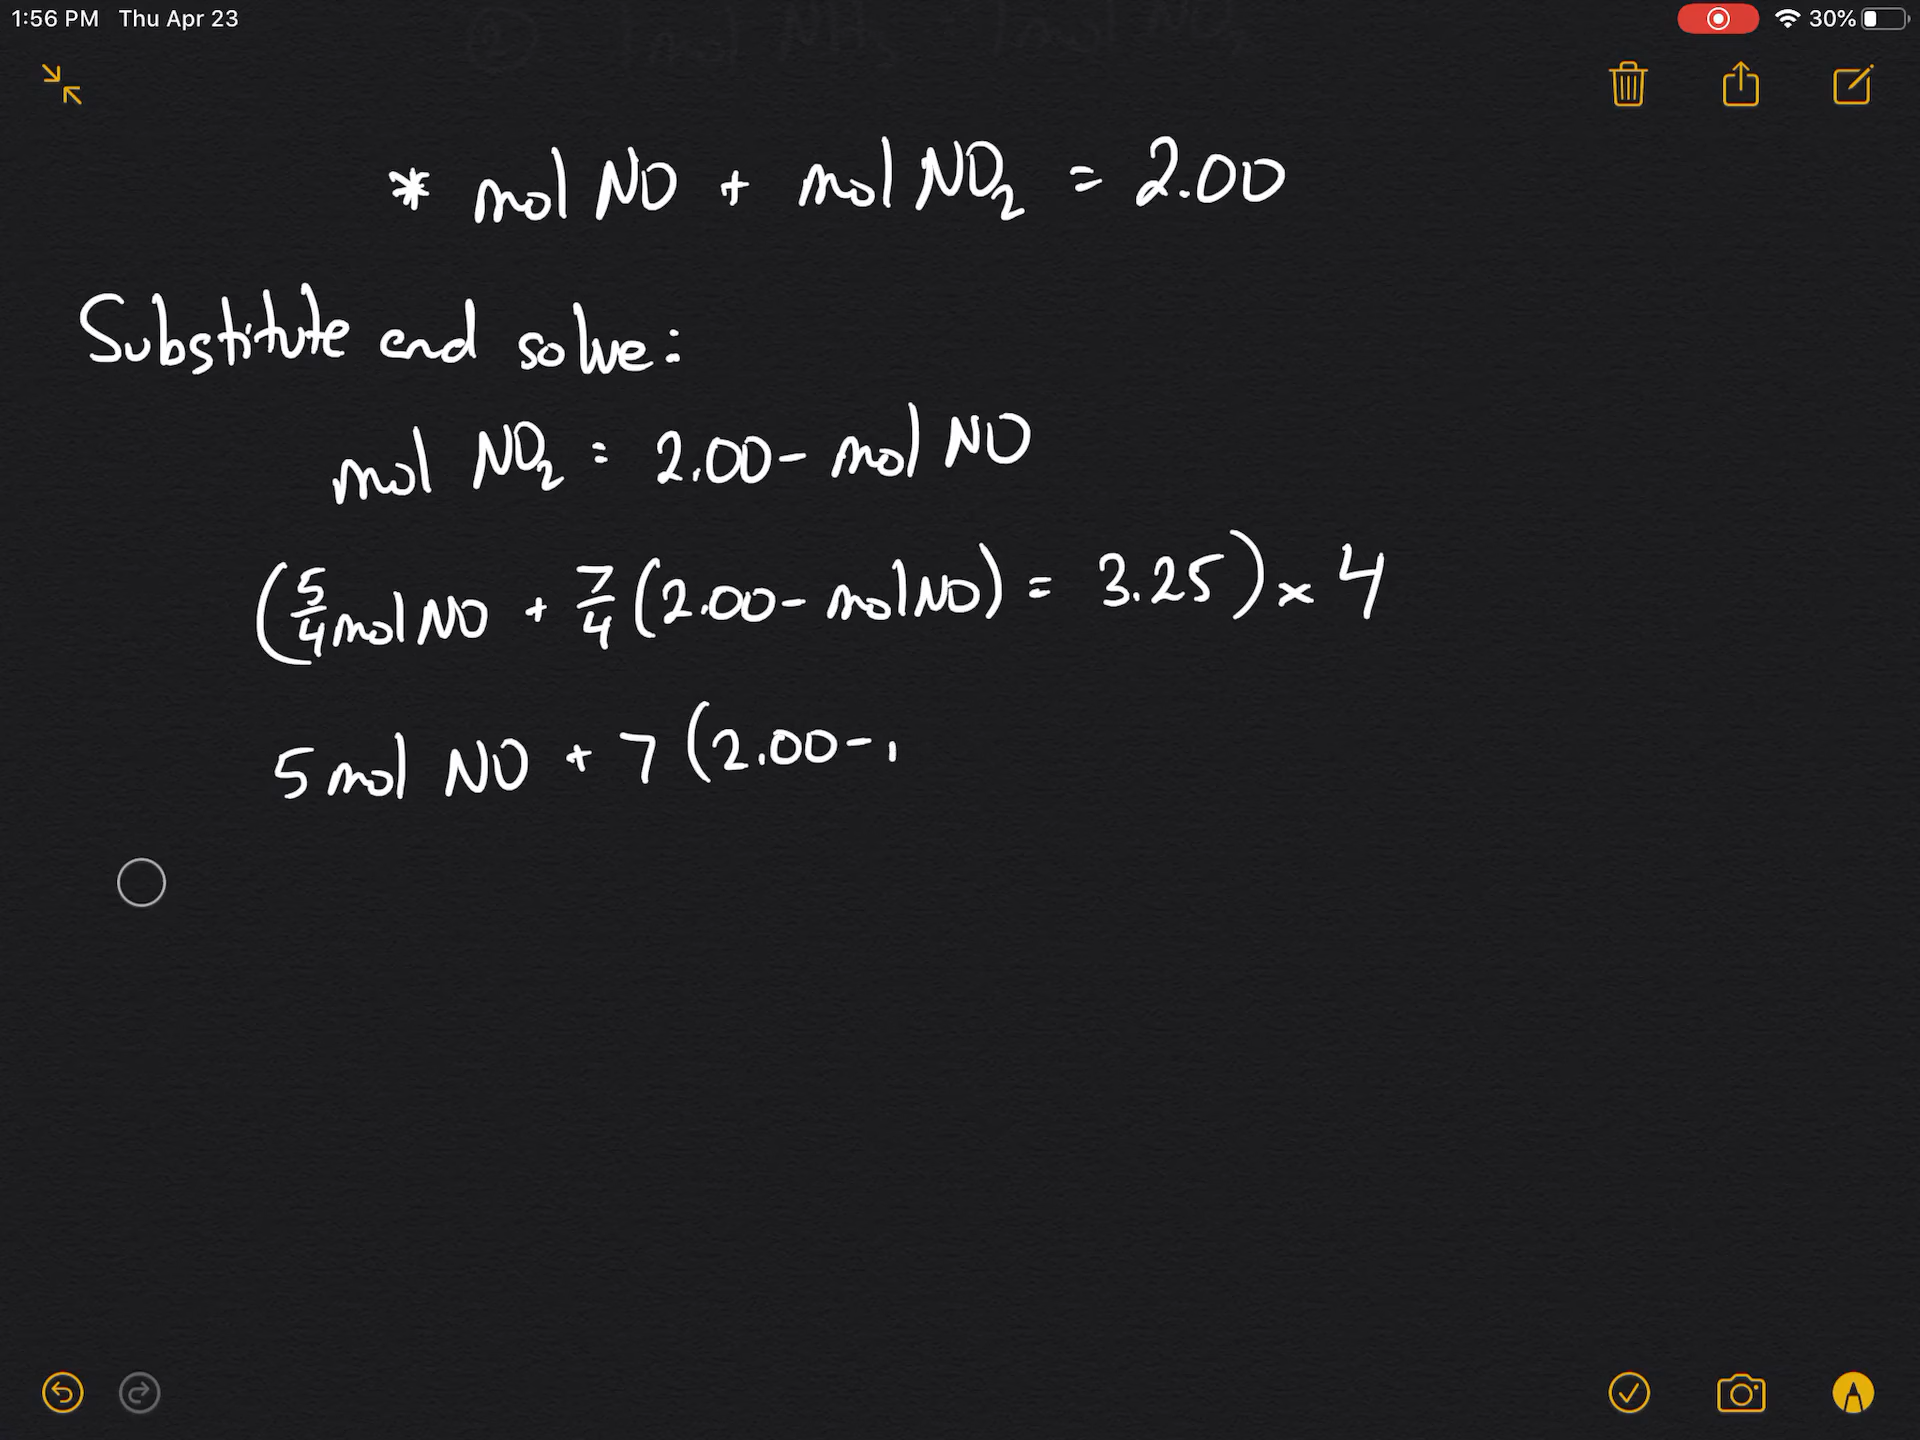 1:56 PM Thu Apr 23 30%
* mol NO + mol NO₂ = 2.00
Substitute and solve:
mol NO₂ = 2.00 - mol NO
(5/4 mol NO + 7/4 (2.00 - mol NO) = 3.25) × 4
5 mol NO + 7 (2.00 -